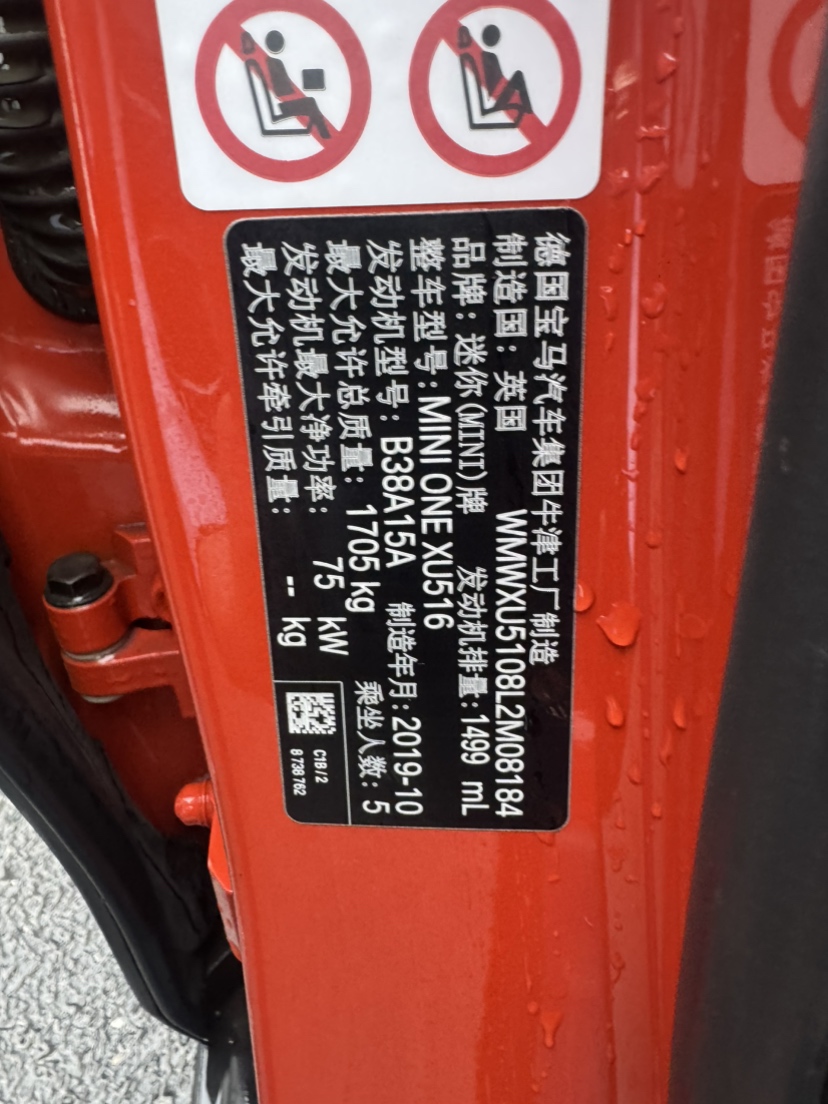 德国宝马汽车集团牛津工厂制造
制造国：英国 WMWXU5108L2M08184
品牌：迷你(MINI)牌 发动机排量：1499 mL
整车型号：MINI ONE XU516
发动机型号：B38A15A 制造年月：2019-10
最大允许总质量：1705 kg 乘坐人数：5
发动机最大净功率：75 kW
最大允许牵引质量：-- kg
C1B/2
8 738 762